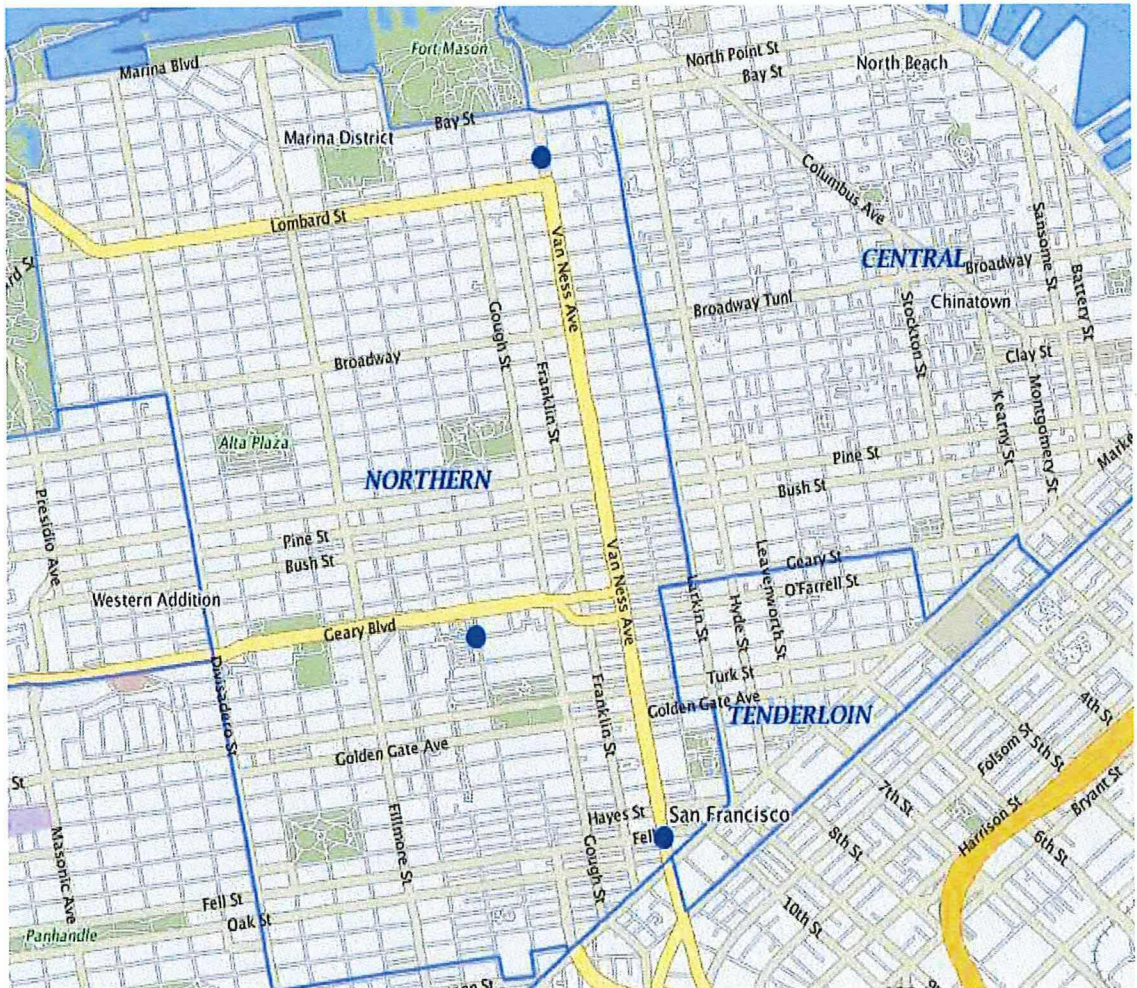 Fort Mason
North Point St
Marina Blvd
Bay St
North Beach
Bay St
Marina District
Columbus Ave
Lombard St
Sansome St
Van Ness Ave
CENTRAL
Broadway
Battery St
Broadway Tunl
Chinatown
Stockton St
Gough St
Broadway
Clay St
Franklin St
Kearny St
Montgomery St
Alta Plaza
Pine St
Marke
NORTHERN
Bush St
Presidio Ave
Pine St
Bush St
Van Ness Ave
Leavenworth St
Geary St
O'Farrell St
Western Addition
Larkin St
Hyde St
Geary Blvd
Turk St
Divisadero St
Franklin St
Golden Gate Ave
TENDERLOIN
4th St
Golden Gate Ave
Folsom St
5th St
St
7th St
Bryant St
Hayes St
San Francisco
Harrison St
Fell
8th St
6th St
Masonic Ave
Fillmore St
Gough St
Fell St
Oak St
10th St
Panhandle